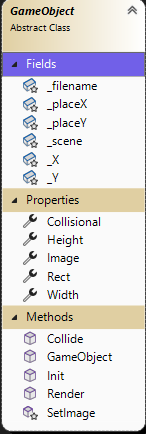 GameObject
Abstract Class
Fields
_filename
_placeX
_placeY
_scene
_X
_Y
Properties
Collisional
Height
Image
Rect
Width
Methods
Collide
GameObject
Init
Render
SetImage